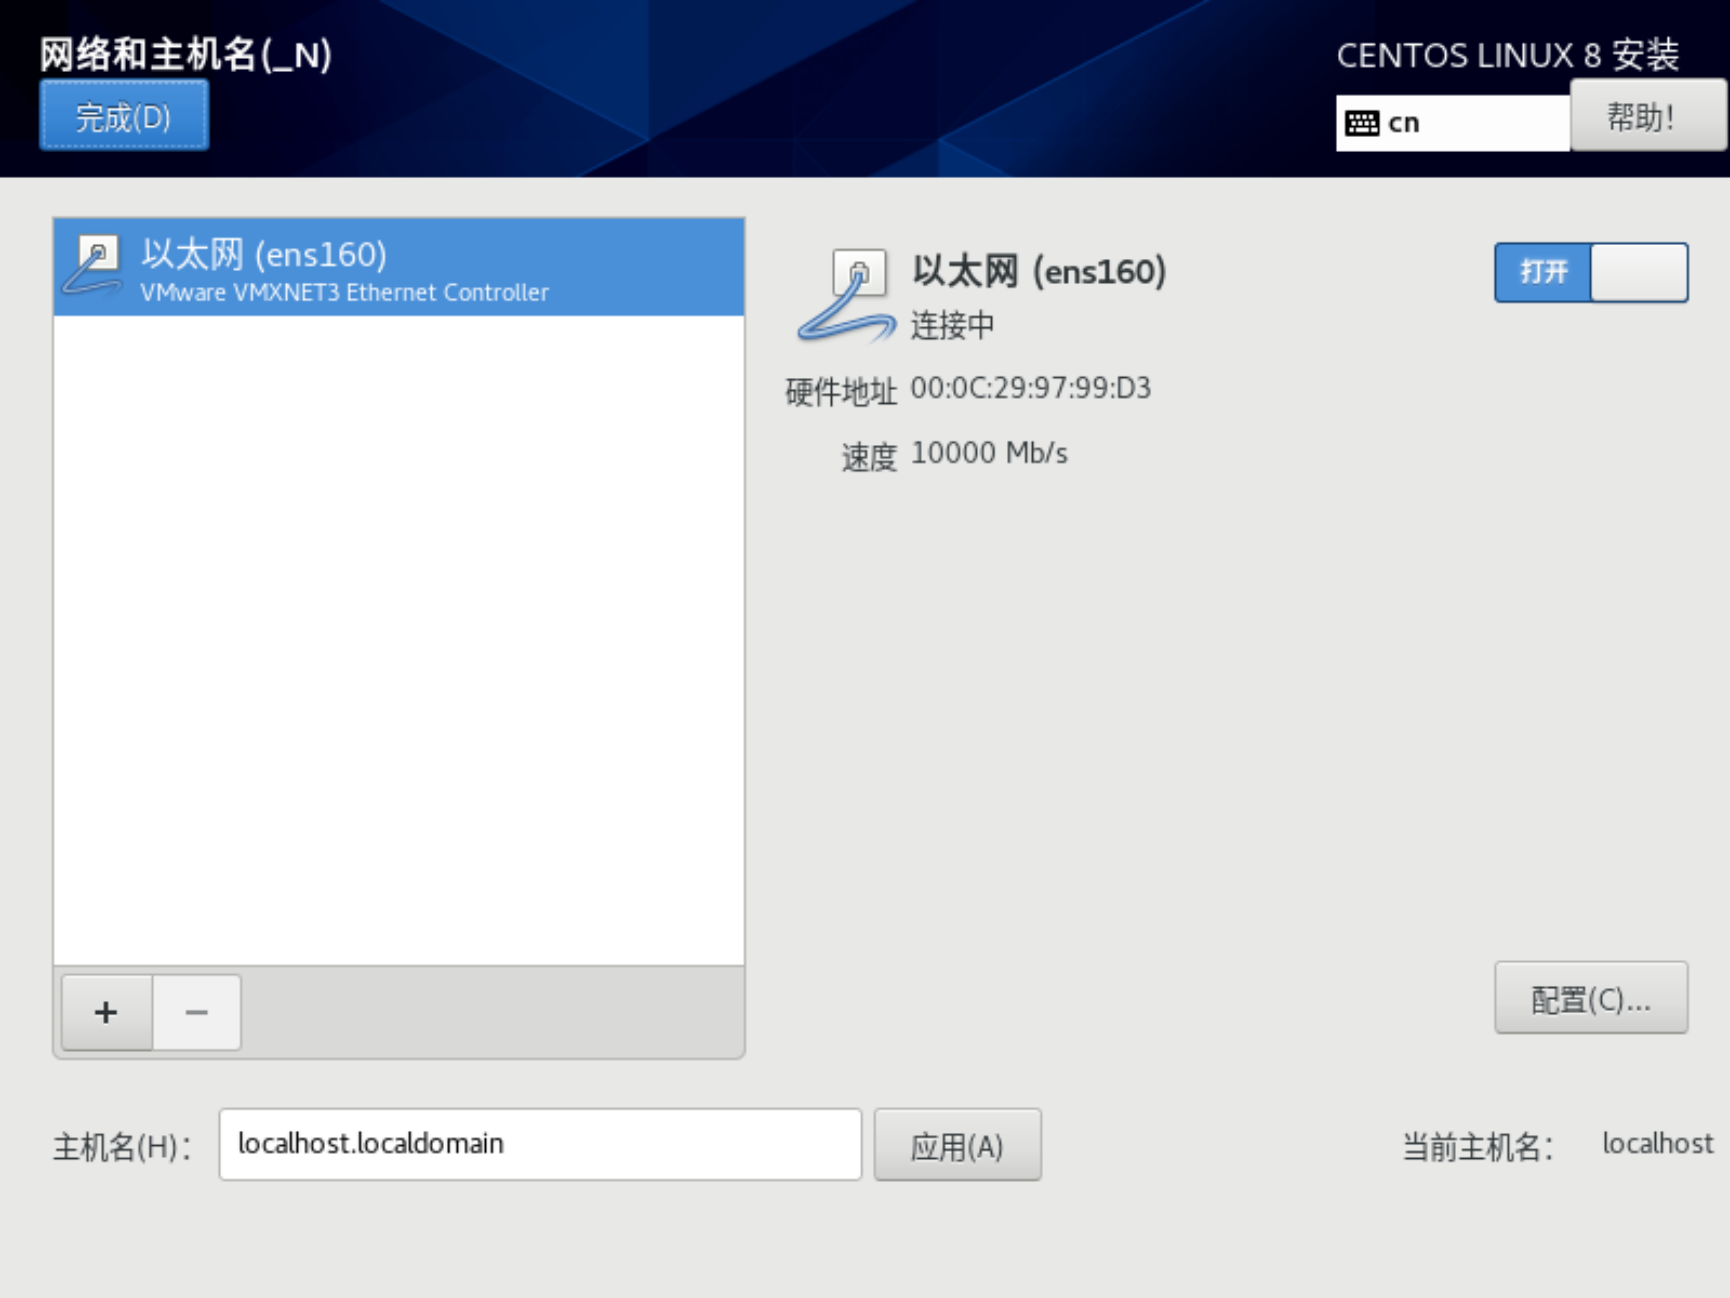 网络和主机名(_N)
CENTOS LINUX 8 安装
完成(D)
cn
帮助！
以太网 (ens160)
VMware VMXNET3 Ethernet Controller
以太网 (ens160)
打开
连接中
硬件地址 00:0C:29:97:99:D3
速度 10000 Mb/s
+
−
配置(C)...
主机名(H)：
localhost.localdomain
应用(A)
当前主机名：
localhost